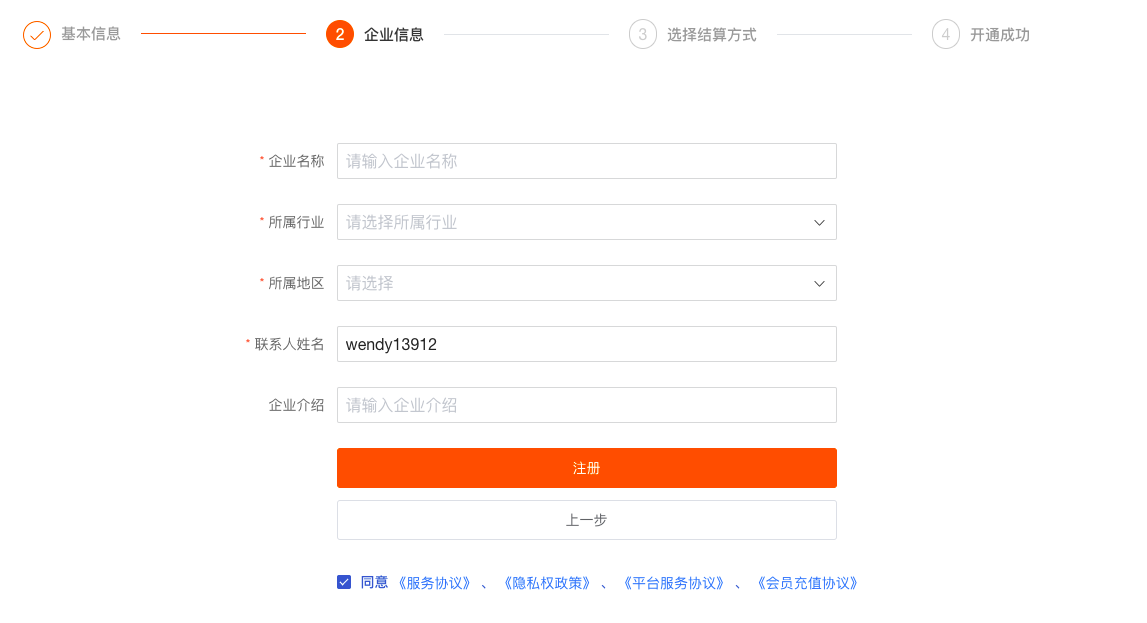 基本信息 2 企业信息 3 选择结算方式 4 开通成功
* 企业名称 请输入企业名称
* 所属行业 请选择所属行业
* 所属地区 请选择
* 联系人姓名 wendy13912
企业介绍 请输入企业介绍
注册
上一步
同意 《服务协议》 、 《隐私权政策》 、 《平台服务协议》 、 《会员充值协议》